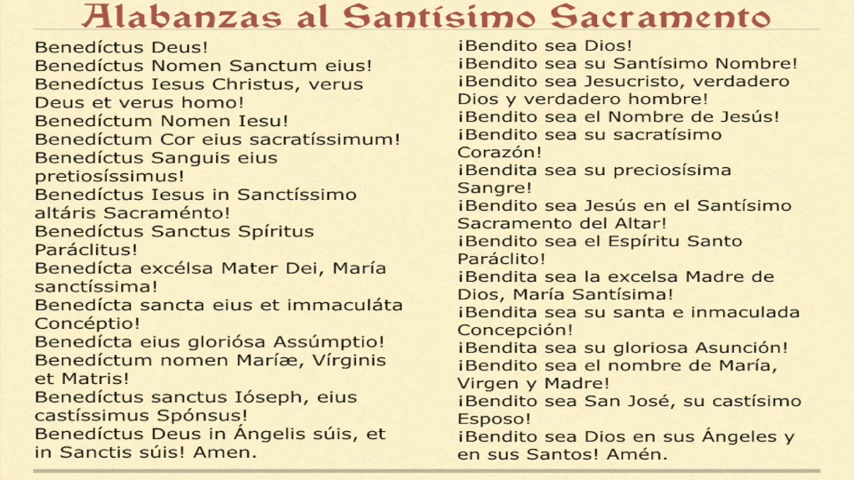 Alabanzas al Santísimo Sacramento
Benedíctus Deus!
Benedíctus Nomen Sanctum eius!
Benedíctus Iesus Christus, verus
Deus et verus homo!
Benedíctum Nomen Iesu!
Benedíctum Cor eius sacratíssimum!
Benedíctus Sanguis eius
pretiosíssimus!
Benedíctus Iesus in Sanctíssimo
altáris Sacraménto!
Benedíctus Sanctus Spíritus
Paráclitus!
Benedícta excélsa Mater Dei, María
sanctíssima!
Benedícta sancta eius et immaculáta
Concéptio!
Benedícta eius gloriósa Assúmptio!
Benedíctum nomen Maríæ, Vírginis
et Matris!
Benedíctus sanctus Ióseph, eius
castíssimus Spónsus!
Benedíctus Deus in Ángelis súis, et
in Sanctis súis! Amen.
¡Bendito sea Dios!
¡Bendito sea su Santísimo Nombre!
¡Bendito sea Jesucristo, verdadero
Dios y verdadero hombre!
¡Bendito sea el Nombre de Jesús!
¡Bendito sea su sacratísimo
Corazón!
¡Bendita sea su preciosísima
Sangre!
¡Bendito sea Jesús en el Santísimo
Sacramento del Altar!
¡Bendito sea el Espíritu Santo
Paráclito!
¡Bendita sea la excelsa Madre de
Dios, María Santísima!
¡Bendita sea su santa e inmaculada
Concepción!
¡Bendita sea su gloriosa Asunción!
¡Bendito sea el nombre de María,
Virgen y Madre!
¡Bendito sea San José, su castísimo
Esposo!
¡Bendito sea Dios en sus Ángeles y
en sus Santos! Amén.